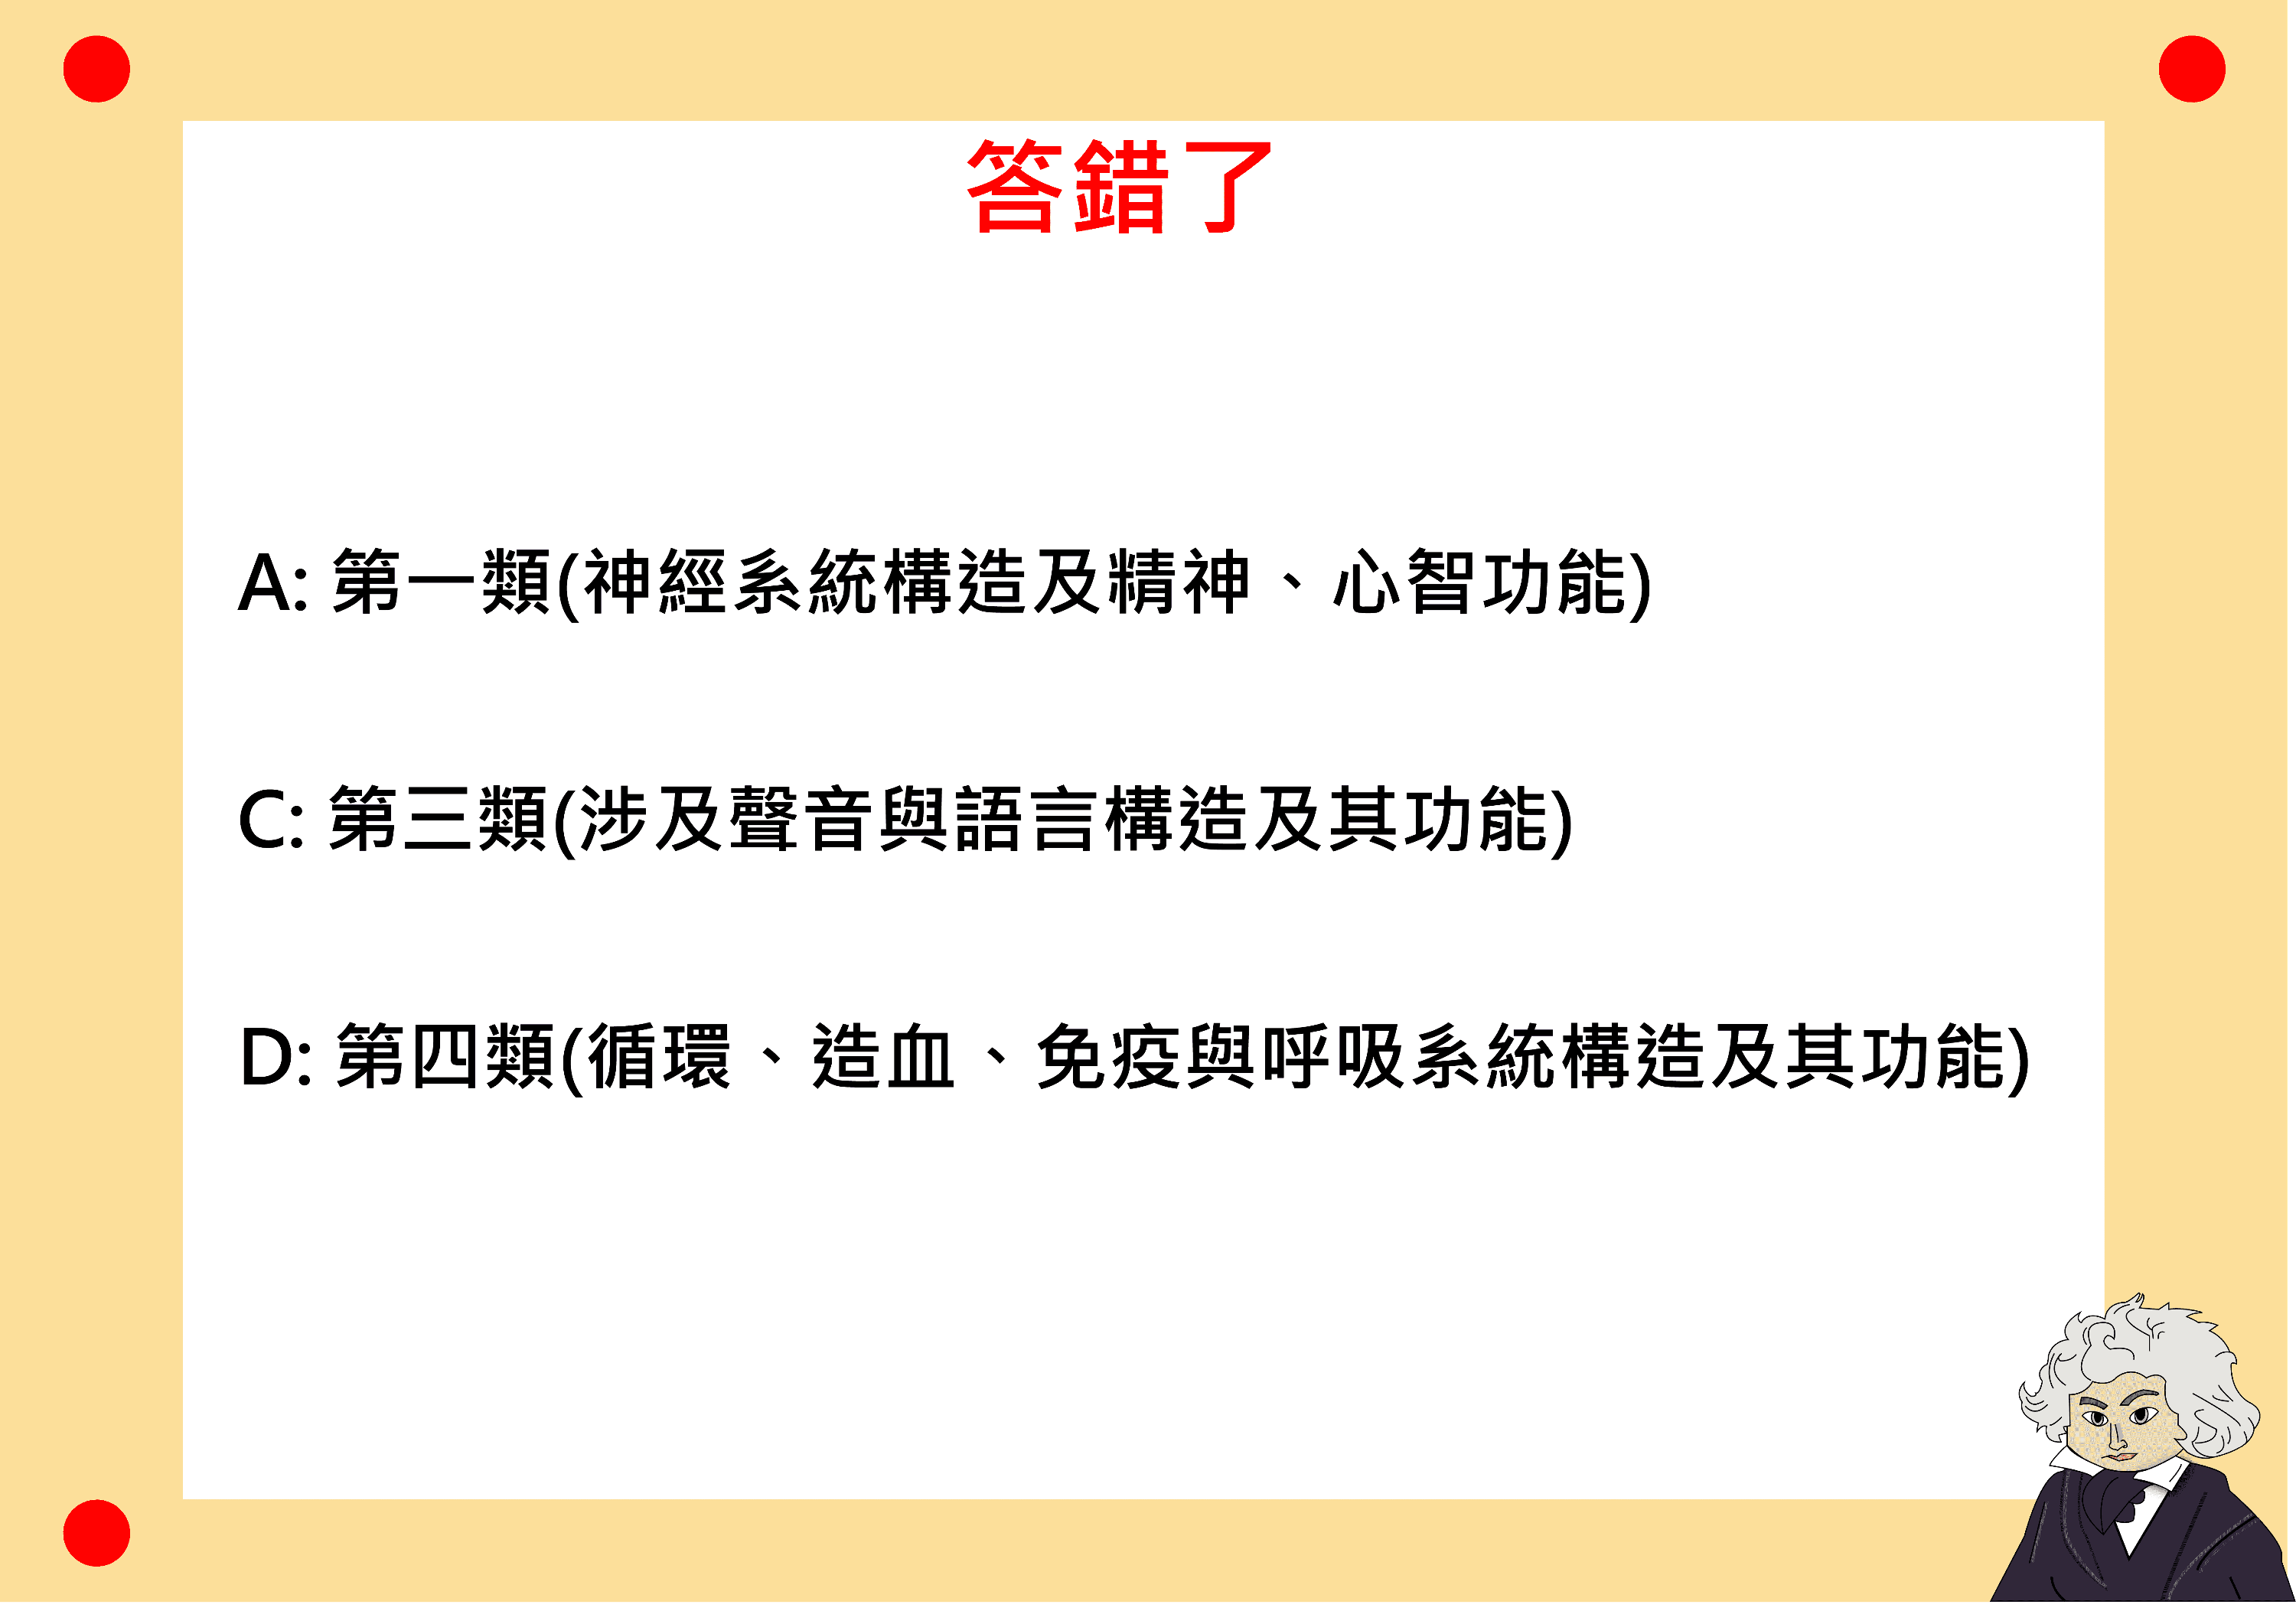 答錯了
A: 第一類(神經系統構造及精神、心智功能)
C: 第三類(涉及聲音與語言構造及其功能)
D: 第四類(循環、造血、免疫與呼吸系統構造及其功能)